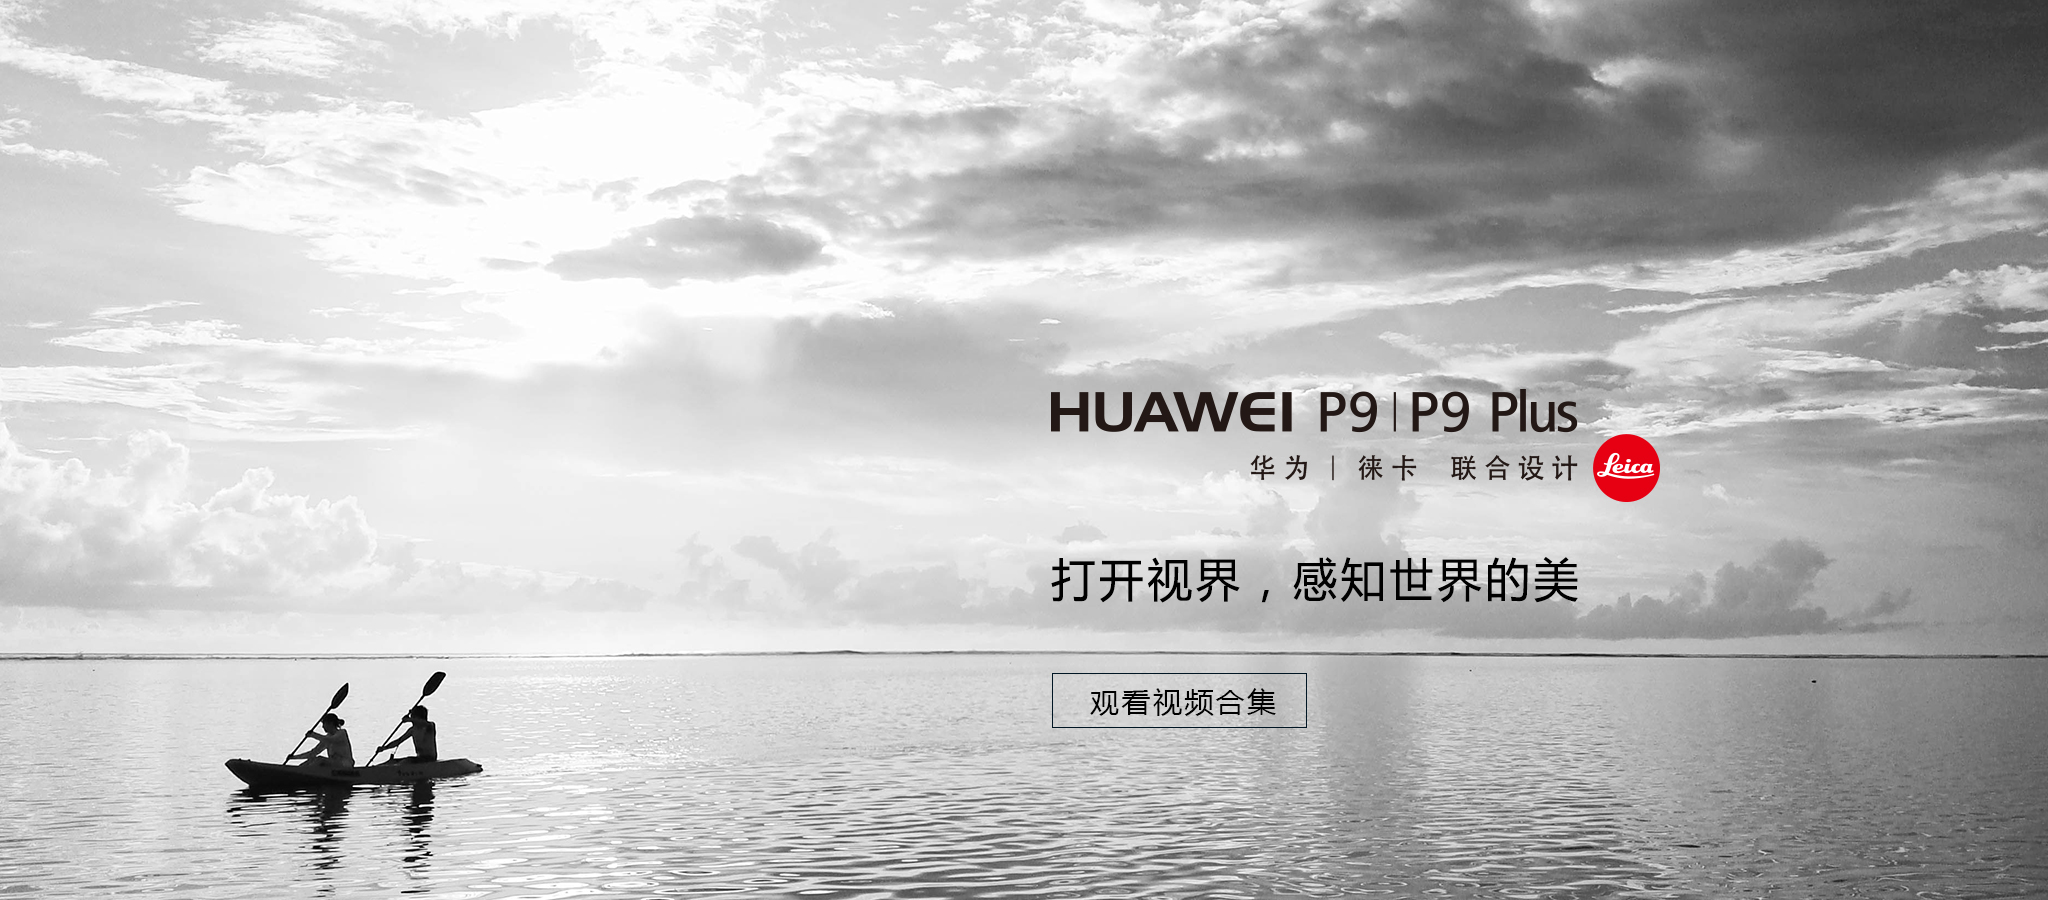 HUAWEI P9 | P9 Plus
华为 | 徕卡 联合设计 Leica
打开视界，感知世界的美
观看视频合集